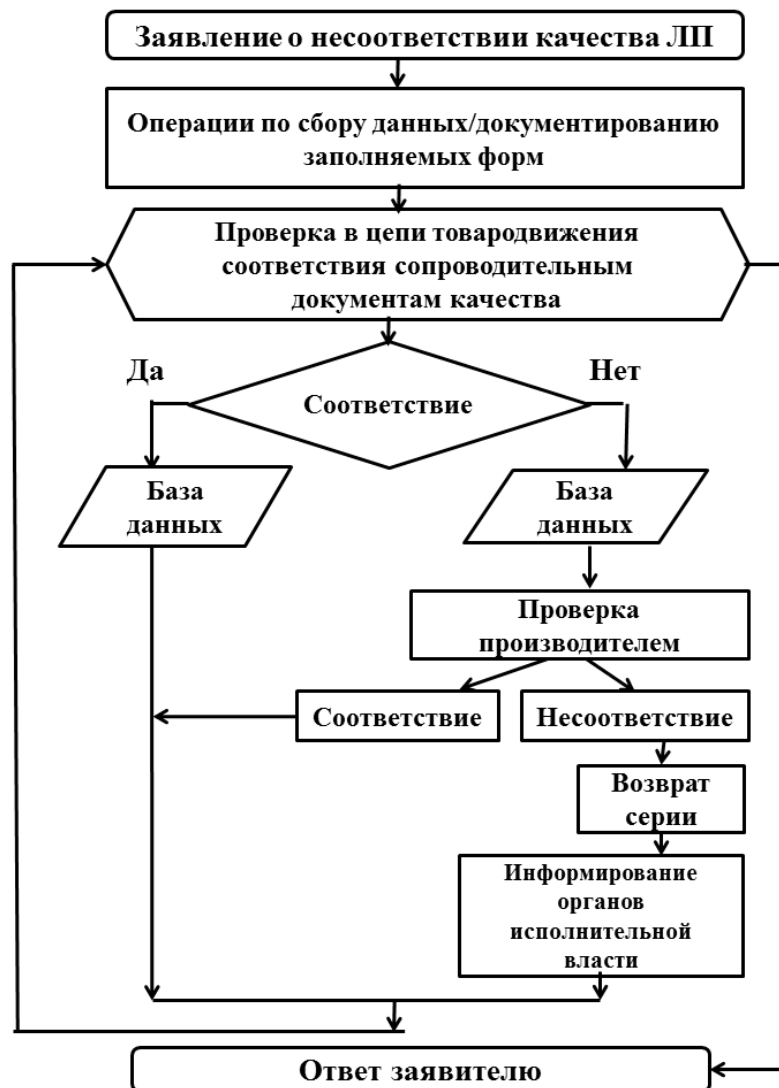 Заявление о несоответствии качества ЛП
Операции по сбору данных/документированию
заполняемых форм
Проверка в цепи товародвижения
соответствия сопроводительным
документам качества
Да
Нет
Соответствие
База
данных
База
данных
Проверка
производителем
Соответствие
Несоответствие
Возврат
серии
Информирование
органов
исполнительной
власти
Ответ заявителю